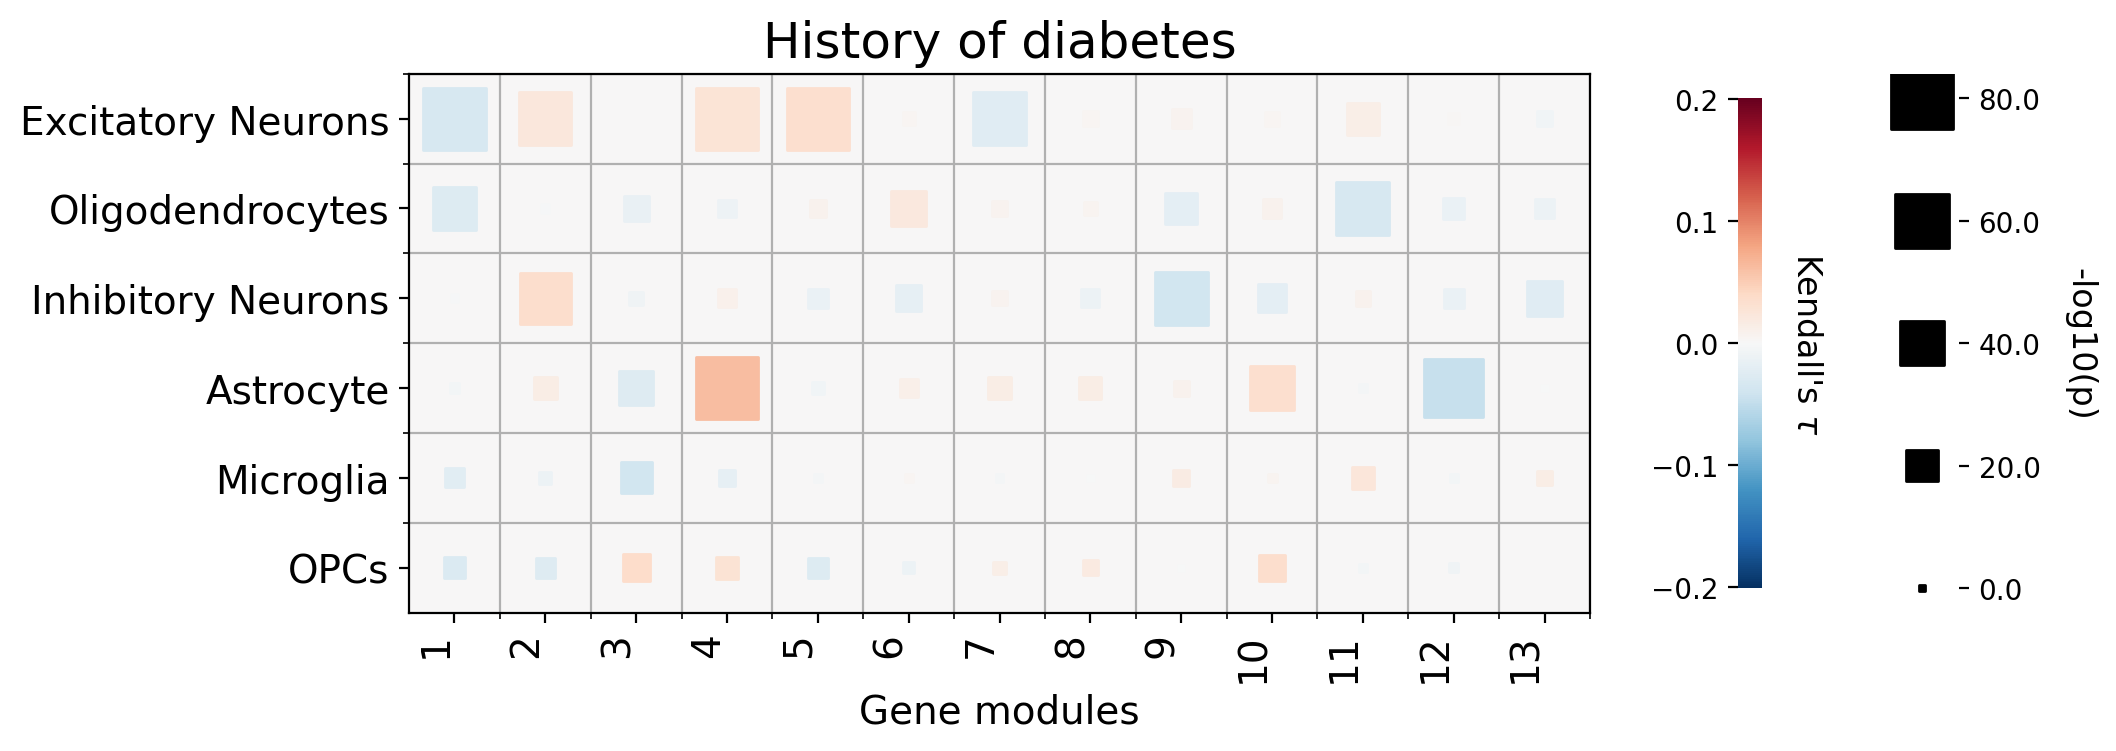 History of diabetes
Excitatory Neurons
Oligodendrocytes
Inhibitory Neurons
Astrocyte
Microglia
OPCs
1
2
3
4
5
6
7
8
9
10
11
12
13
Gene modules
0.2
0.1
0.0
−0.1
−0.2
Kendall's τ
80.0
60.0
40.0
20.0
0.0
-log10(p)